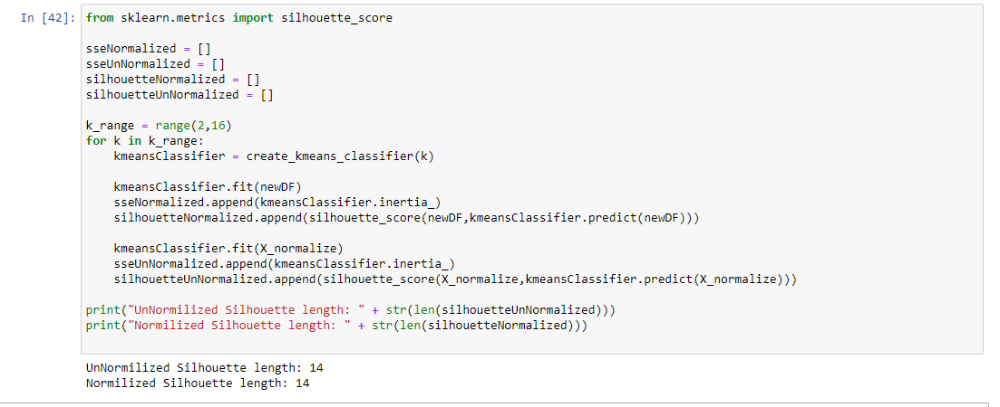 In [42]: from sklearn.metrics import silhouette_score
sseNormalized = []
sseUnNormalized = []
silhouetteNormalized = []
silhouetteUnNormalized = []
k_range = range(2,16)
for k in k_range:
    kmeansClassifier = create_kmeans_classifier(k)
    kmeansClassifier.fit(newDF)
    sseNormalized.append(kmeansClassifier.inertia_)
    silhouetteNormalized.append(silhouette_score(newDF,kmeansClassifier.predict(newDF)))
    kmeansClassifier.fit(X_normalize)
    sseUnNormalized.append(kmeansClassifier.inertia_)
    silhouetteUnNormalized.append(silhouette_score(X_normalize,kmeansClassifier.predict(X_normalize)))
print("UnNormilized Silhouette length: " + str(len(silhouetteUnNormalized)))
print("Normilized Silhouette length: " + str(len(silhouetteNormalized)))
UnNormilized Silhouette length: 14
Normilized Silhouette length: 14